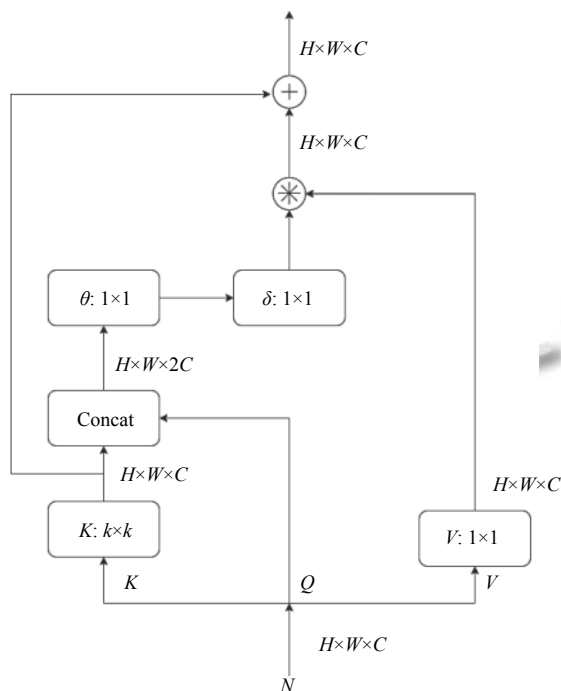 H×W×C
+
H×W×C
θ: 1×1
δ: 1×1
H×W×2C
Concat
H×W×C
H×W×C
K: k×k
V: 1×1
K
Q
V
H×W×C
N